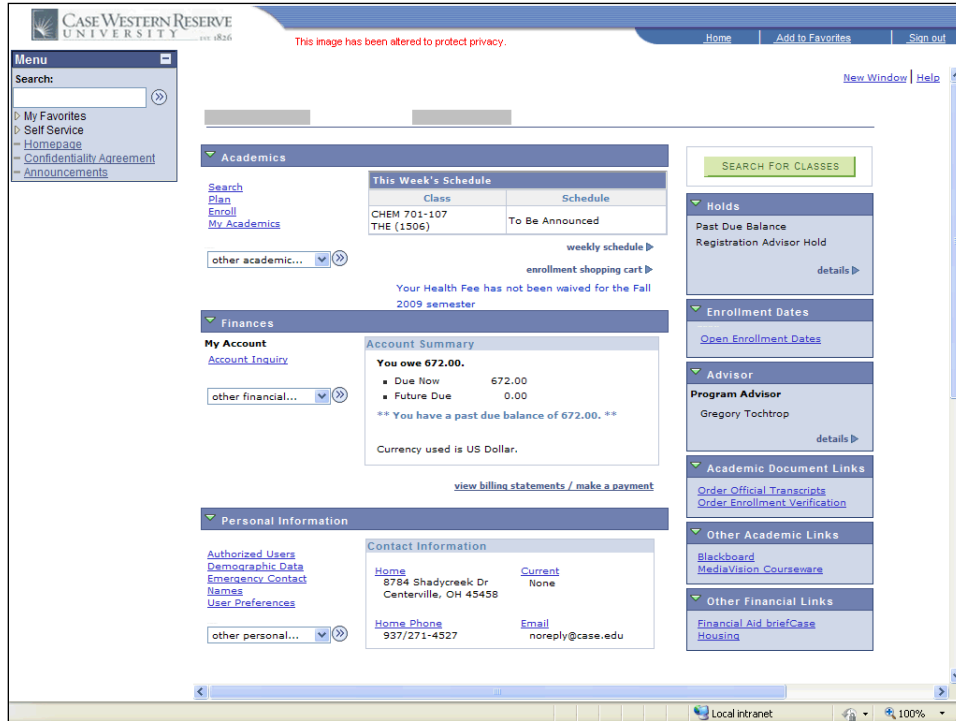 CASE WESTERN RESERVE
UNIVERSITY EST 1826
This image has been altered to protect privacy.
Home Add to Favorites Sign out
Menu
Search:
My Favorites
Self Service
Homepage
Confidentiality Agreement
Announcements
New Window | Help
Academics
Search
Plan
Enroll
My Academics
other academic...
This Week's Schedule
Class Schedule
CHEM 701-107
THE (1506)
To Be Announced
weekly schedule
enrollment shopping cart
Your Health Fee has not been waived for the Fall
2009 semester
Finances
My Account
Account Inquiry
other financial...
Account Summary
You owe 672.00.
Due Now 672.00
Future Due 0.00
** You have a past due balance of 672.00. **
Currency used is US Dollar.
view billing statements / make a payment
Personal Information
Authorized Users
Demographic Data
Emergency Contact
Names
User Preferences
other personal...
Contact Information
Home
8784 Shadycreek Dr
Centerville, OH 45458
Current
None
Home Phone
937/271-4527
Email
noreply@case.edu
SEARCH FOR CLASSES
Holds
Past Due Balance
Registration Advisor Hold
details
Enrollment Dates
Open Enrollment Dates
Advisor
Program Advisor
Gregory Tochtrop
details
Academic Document Links
Order Official Transcripts
Order Enrollment Verification
Other Academic Links
Blackboard
MediaVision Courseware
Other Financial Links
Financial Aid briefCase
Housing
Local intranet
100%